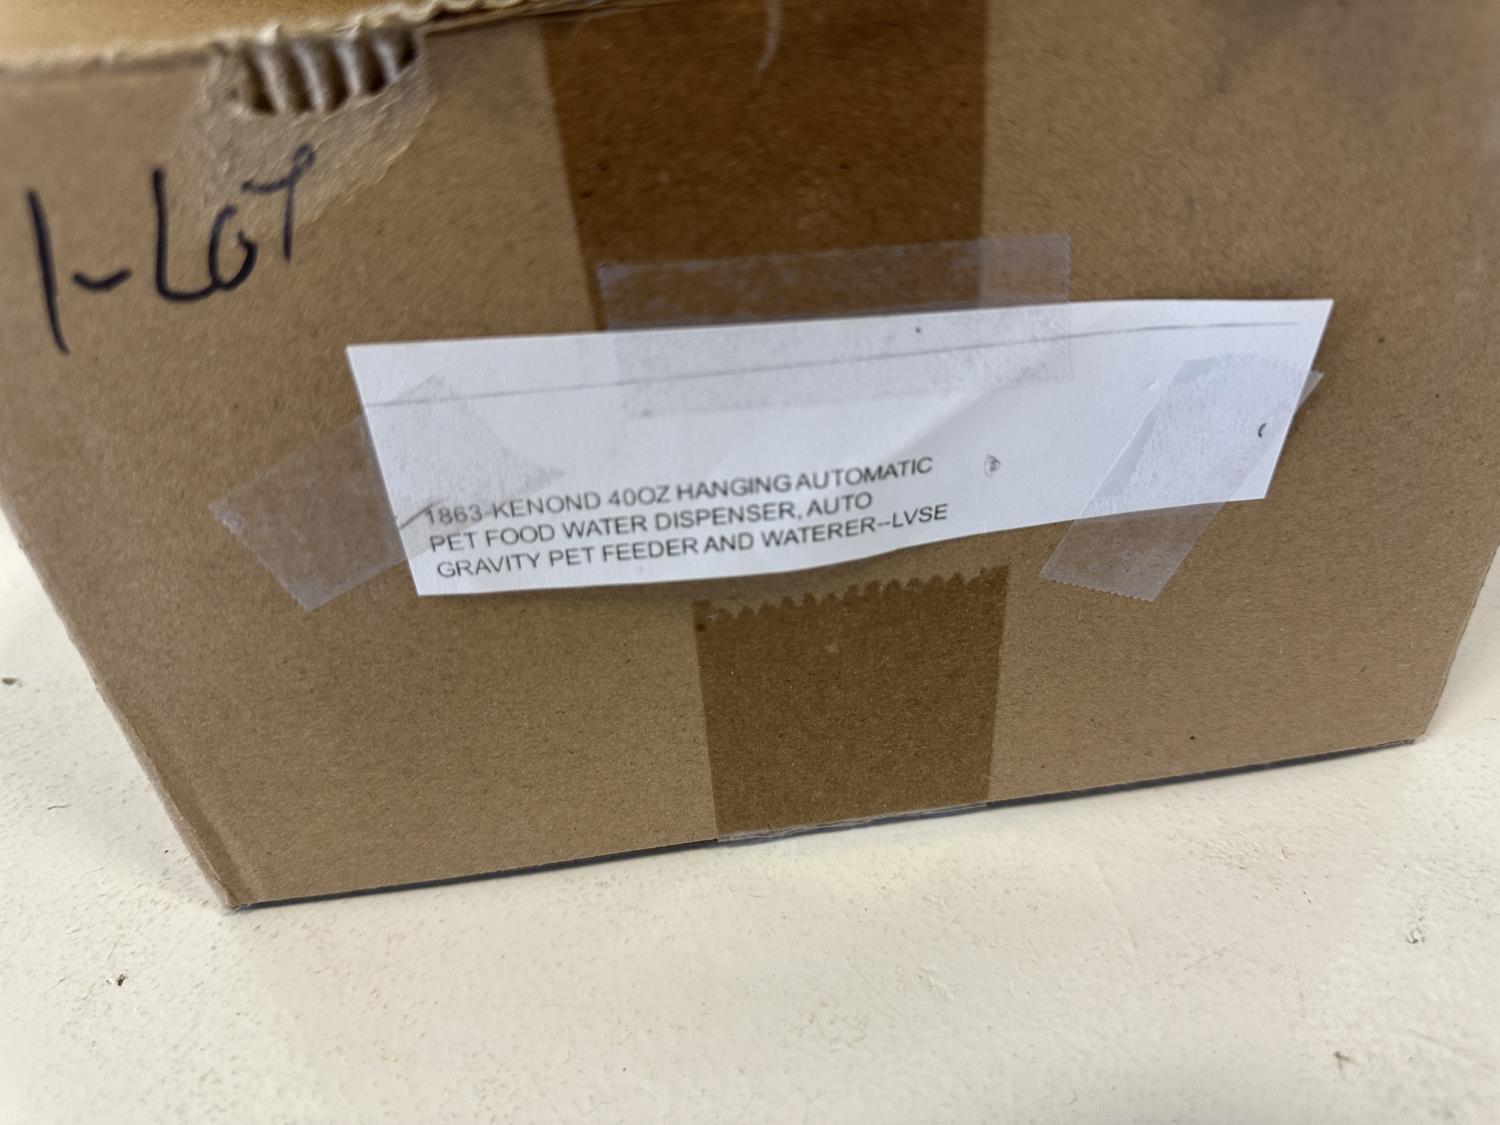 1-LOT
1863-KENOND 40OZ HANGING AUTOMATIC
PET FOOD WATER DISPENSER, AUTO
GRAVITY PET FEEDER AND WATERER--LVSE